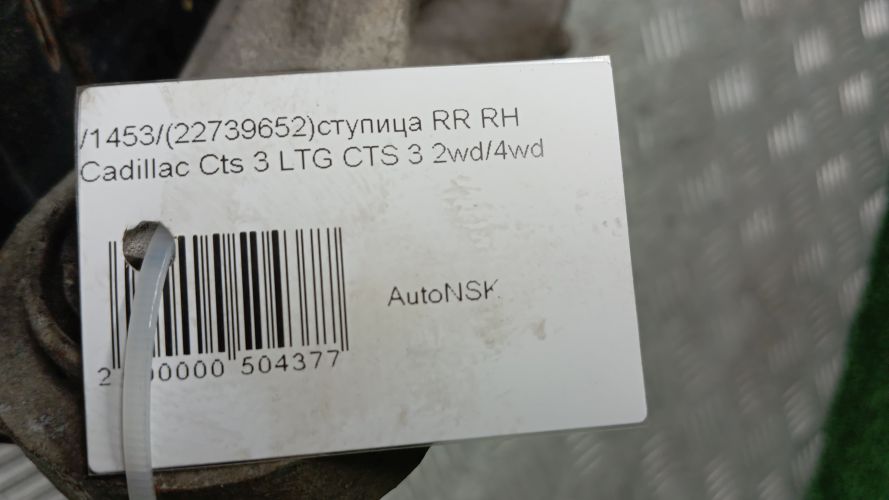 /1453/(22739652)ступица RR RH
Cadillac Cts 3 LTG CTS 3 2wd/4wd
AutoNSK
504377